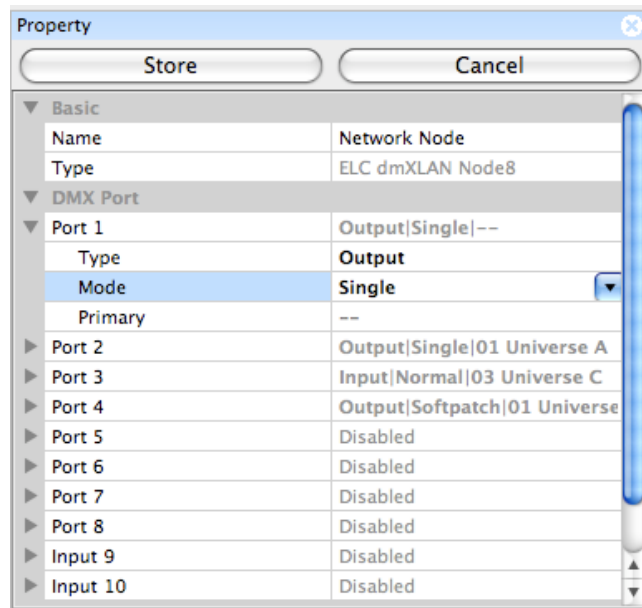 Property
Store Cancel
Basic
Name Network Node
Type ELC dmXLAN Node8
DMX Port
Port 1 Output|Single|--
Type Output
Mode Single
Primary --
Port 2 Output|Single|01 Universe A
Port 3 Input|Normal|03 Universe C
Port 4 Output|Softpatch|01 Universe
Port 5 Disabled
Port 6 Disabled
Port 7 Disabled
Port 8 Disabled
Input 9 Disabled
Input 10 Disabled